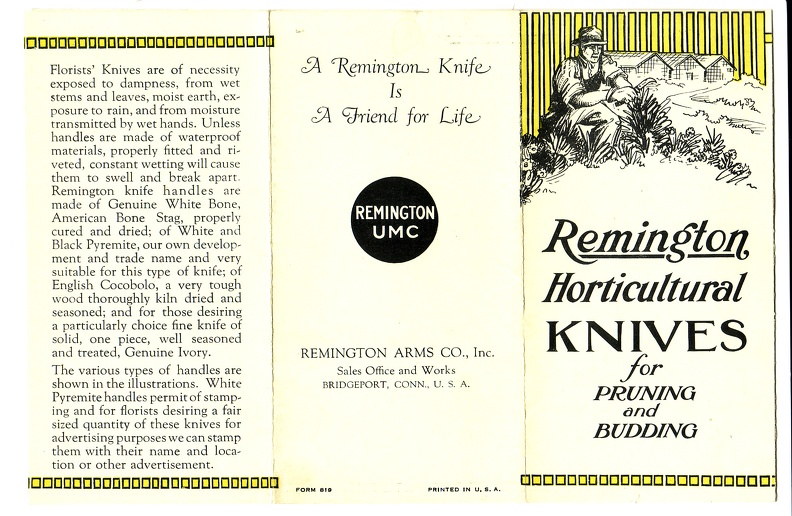 Florists' Knives are of necessity
exposed to dampness, from wet
stems and leaves, moist earth, ex-
posure to rain, and from moisture
transmitted by wet hands. Unless
handles are made of waterproof
materials, properly fitted and ri-
veted, constant wetting will cause
them to swell and break apart.
Remington knife handles are
made of Genuine White Bone,
American Bone Stag, properly
cured and dried; of White and
Black Pyremite, our own develop-
ment and trade name and very
suitable for this type of knife; of
English Cocobolo, a very tough
wood thoroughly kiln dried and
seasoned; and for those desiring
a particularly choice fine knife of
solid, one piece, well seasoned
and treated, Genuine Ivory.
The various types of handles are
shown in the illustrations. White
Pyremite handles permit of stamp-
ing and for florists desiring a fair
sized quantity of these knives for
advertising purposes we can stamp
them with their name and loca-
tion or other advertisement.
A Remington Knife
Is
A Friend for Life
REMINGTON
UMC
REMINGTON ARMS CO., Inc.
Sales Office and Works
BRIDGEPORT, CONN., U. S. A.
FORM 819
PRINTED IN U. S. A.
Remington
Horticultural
KNIVES
for
PRUNING
and
BUDDING